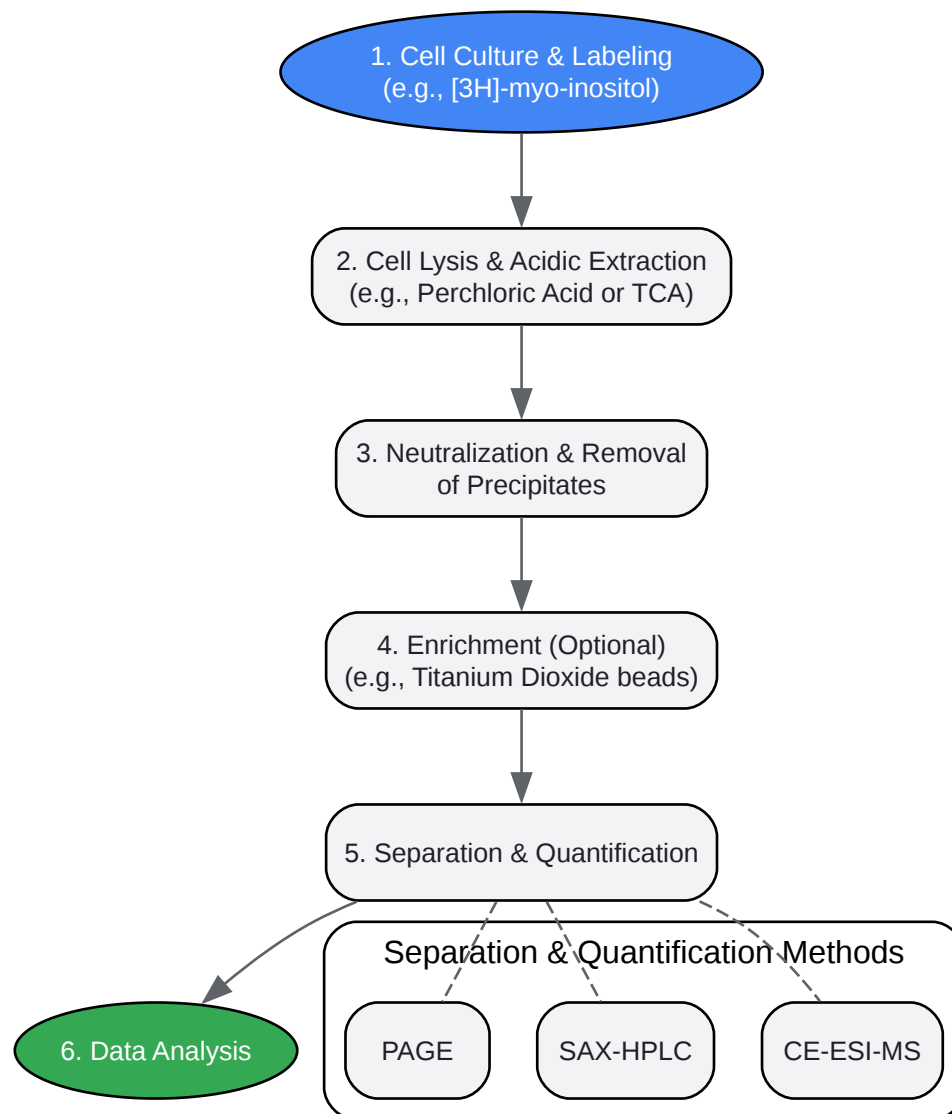 1. Cell Culture & Labeling
(e.g., [3H]-myo-inositol)
2. Cell Lysis & Acidic Extraction
(e.g., Perchloric Acid or TCA)
3. Neutralization & Removal
of Precipitates
4. Enrichment (Optional)
(e.g., Titanium Dioxide beads)
5. Separation & Quantification
Separation & Quantification Methods
6. Data Analysis
PAGE
SAX-HPLC
CE-ESI-MS